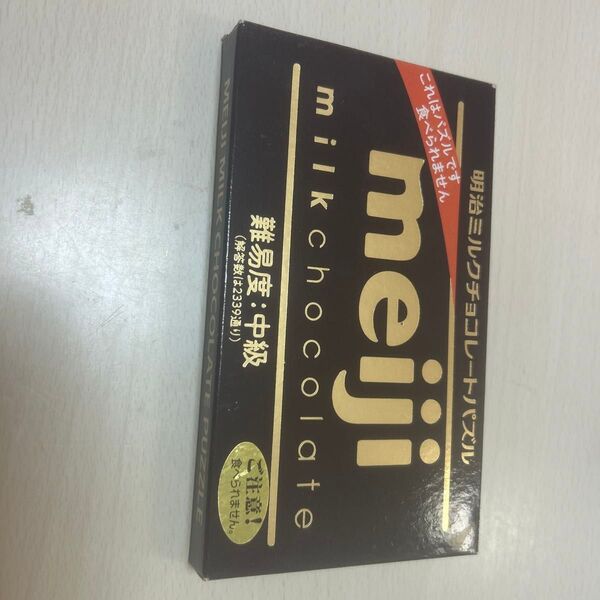 明治ミルクチョコレートパズル
これはパズルです
食べられません
meiji
milk chocolate
難易度：中級
(解答数は2339通り)
ご注意！
食べられません。
MEIJI MILK CHOCOLATE PUZZLE